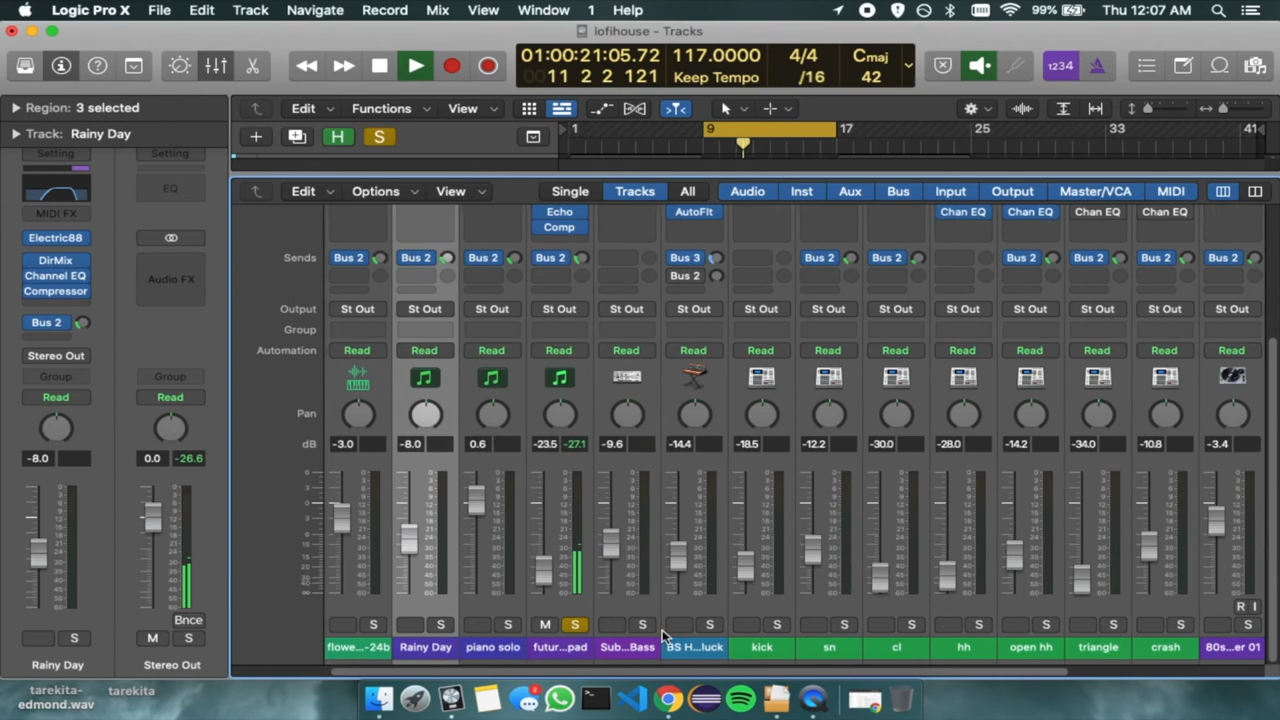 Logic Pro X File Edit Track Navigate Record Mix View Window 1 Help 99% Thu 12:07 AM
lofihouse - Tracks
01:00:21:05.72 117.0000 4/4 Cmaj
11 2 2 121 Keep Tempo /16 42
1234
Region: 3 selected
Edit Functions View
Track: Rainy Day
H S
1 9 17 25 33 41
Setting Setting
EQ
MIDI FX
Electric88
DirMix
Channel EQ
Compressor
Audio FX
Bus 2
Stereo Out
Group Group
Read Read
-8.0 0.0 -26.6
Bnce
S M S
Rainy Day Stereo Out
Edit Options View Single Tracks All Audio Inst Aux Bus Input Output Master/VCA MIDI
Echo AutoFlt Chan EQ Chan EQ Chan EQ Chan EQ
Comp
Sends Bus 2 Bus 2 Bus 2 Bus 2 Bus 3 Bus 2 Bus 2 Bus 2 Bus 2 Bus 2 Bus 2
Bus 2
Output St Out St Out St Out St Out St Out St Out St Out St Out St Out St Out St Out St Out St Out St Out
Group
Automation Read Read Read Read Read Read Read Read Read Read Read Read Read Read
Pan
dB -3.0 -8.0 0.6 -23.5 -27.1 -9.6 -14.4 -18.5 -12.2 -30.0 -28.0 -14.2 -34.0 -10.8 -3.4
R I
S S S M S S S S S S S S S S S
flowe...-24b Rainy Day piano solo futur...pad Sub...Bass BS H...luck kick sn cl hh open hh triangle crash 80s...er 01
tarekita-edmond.wav tarekita